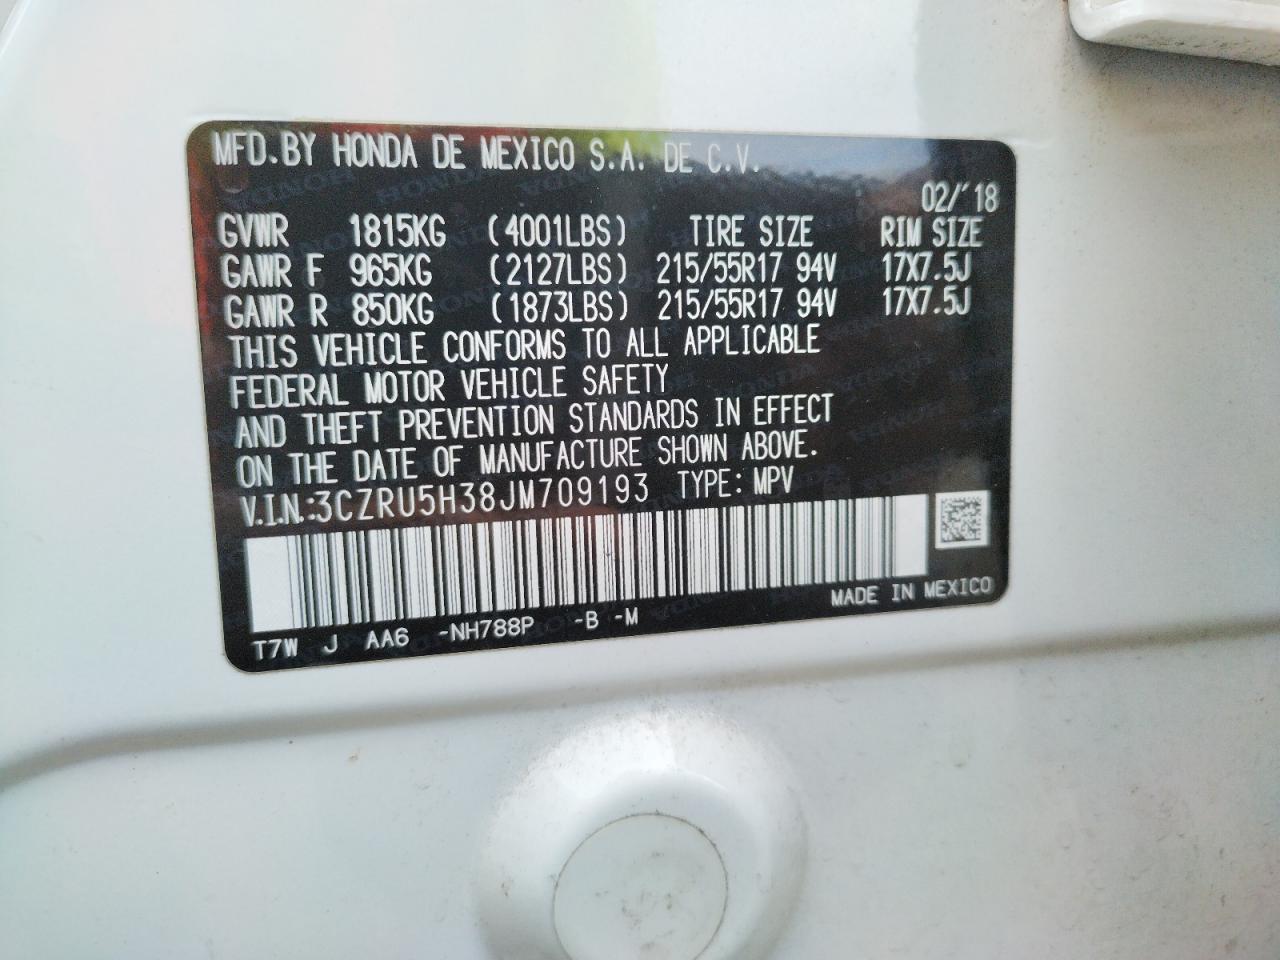 MFD.BY HONDA DE MEXICO S.A. DE C.V.
02/'18
GVWR 1815KG (4001LBS) TIRE SIZE RIM SIZE
GAWR F 965KG (2127LBS) 215/55R17 94V 17X7.5J
GAWR R 850KG (1873LBS) 215/55R17 94V 17X7.5J
THIS VEHICLE CONFORMS TO ALL APPLICABLE
FEDERAL MOTOR VEHICLE SAFETY
AND THEFT PREVENTION STANDARDS IN EFFECT
ON THE DATE OF MANUFACTURE SHOWN ABOVE.
V.I.N.:3CZRU5H38JM709193 TYPE: MPV
MADE IN MEXICO
T7W J AA6 -NH788P -B -M